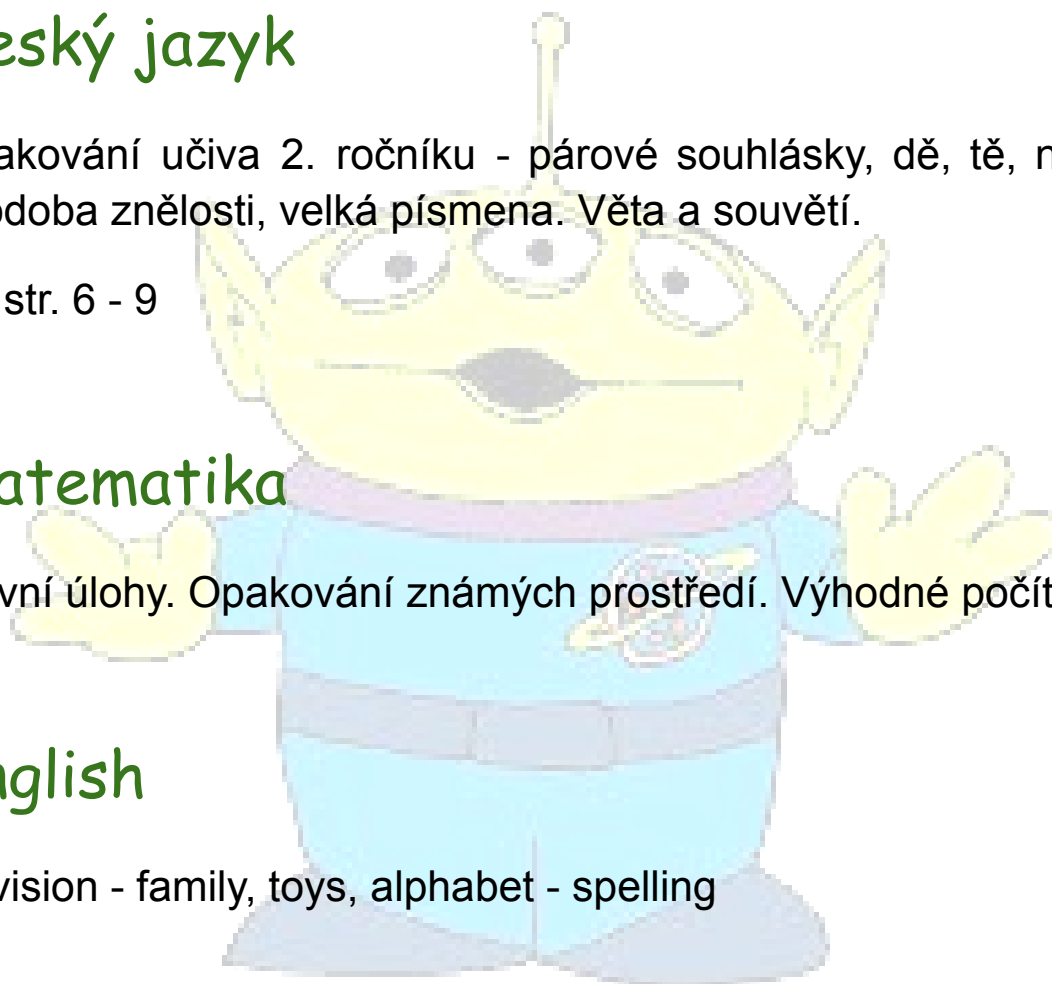 eský jazyk
akování učiva 2. ročníku - párové souhlásky, dě, tě, n
odoba znělosti, velká písmena. Věta a souvětí.
str. 6 - 9
atematika
vní úlohy. Opakování známých prostředí. Výhodné počít
nglish
vision - family, toys, alphabet - spelling